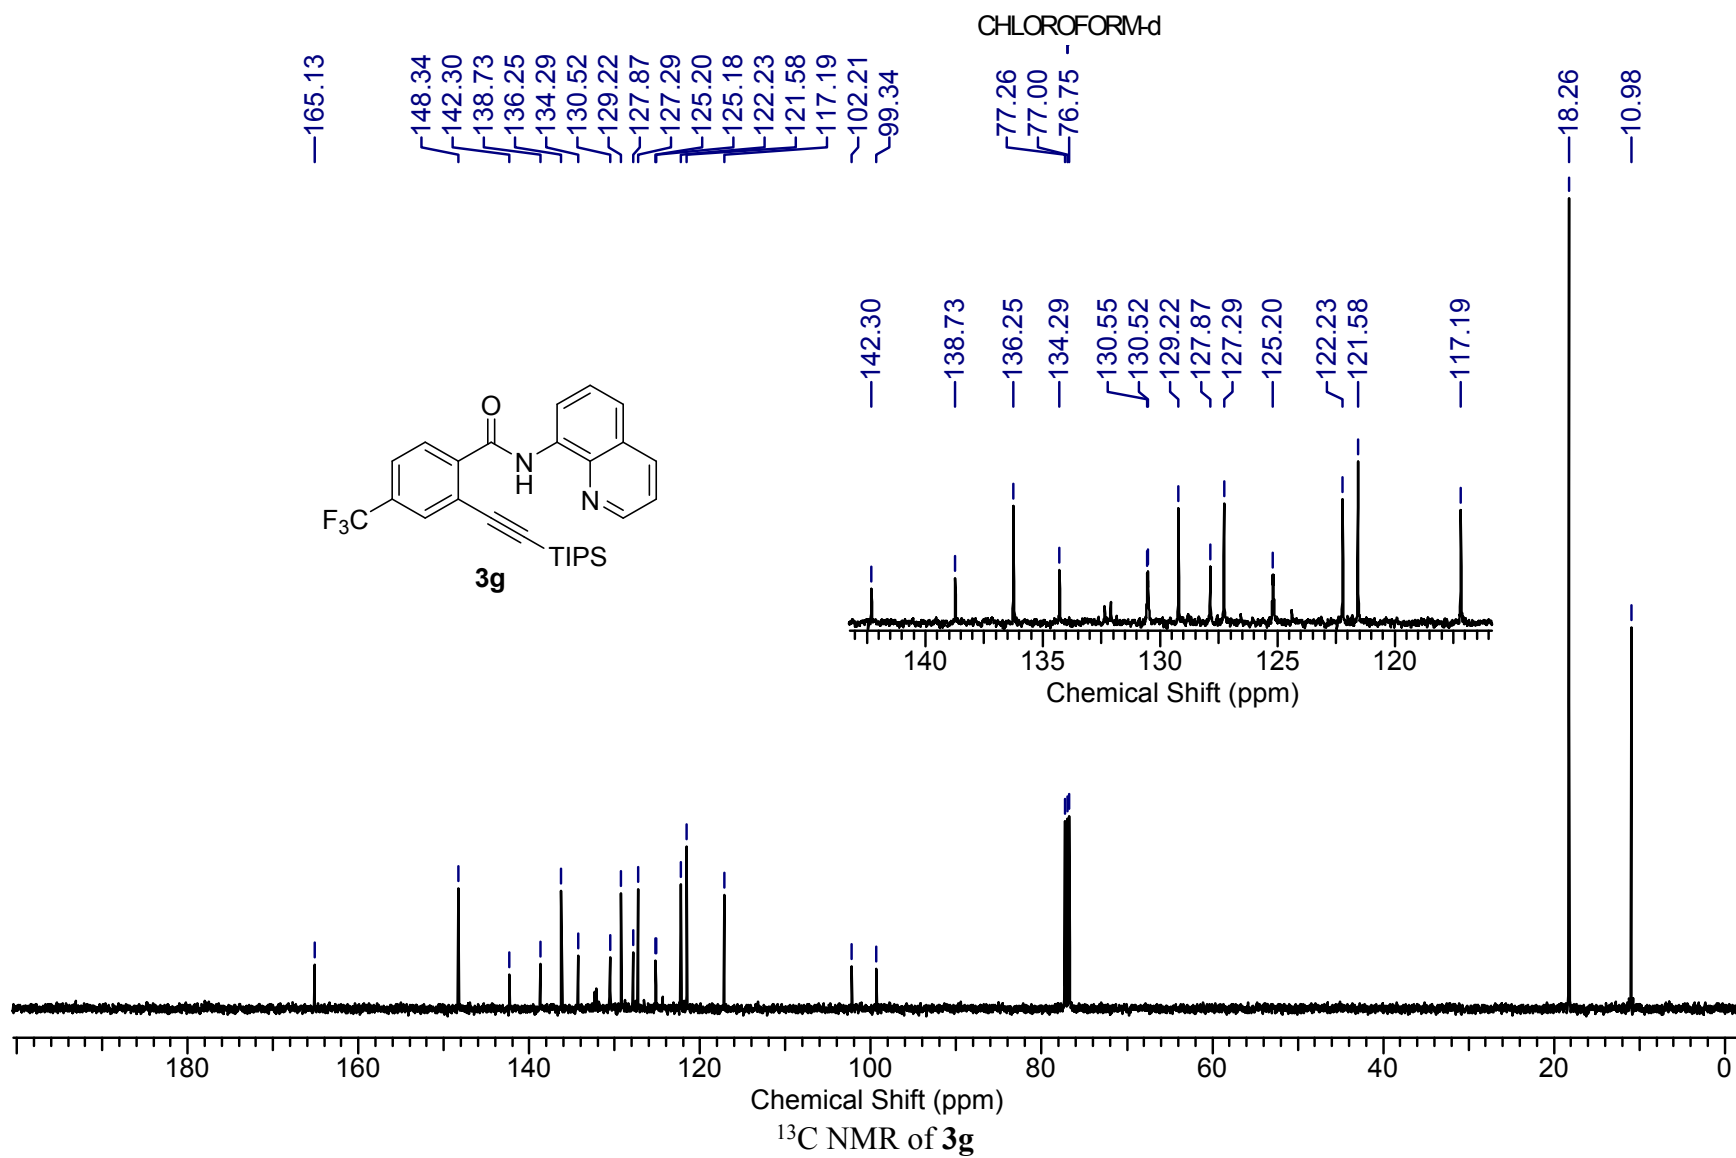 CHLOROFORM-d
165.13
148.34
142.30
138.73
136.25
134.29
130.52
129.22
127.87
127.29
125.20
125.18
122.23
121.58
117.19
102.21
99.34
77.26
77.00
76.75
18.26
10.98
142.30
138.73
136.25
134.29
130.55
130.52
129.22
127.87
127.29
125.20
122.23
121.58
117.19
O
N
H
N
F3C
TIPS
3g
140 135 130 125 120
Chemical Shift (ppm)
180 160 140 120 100 80 60 40 20 0
Chemical Shift (ppm)
13C NMR of 3g